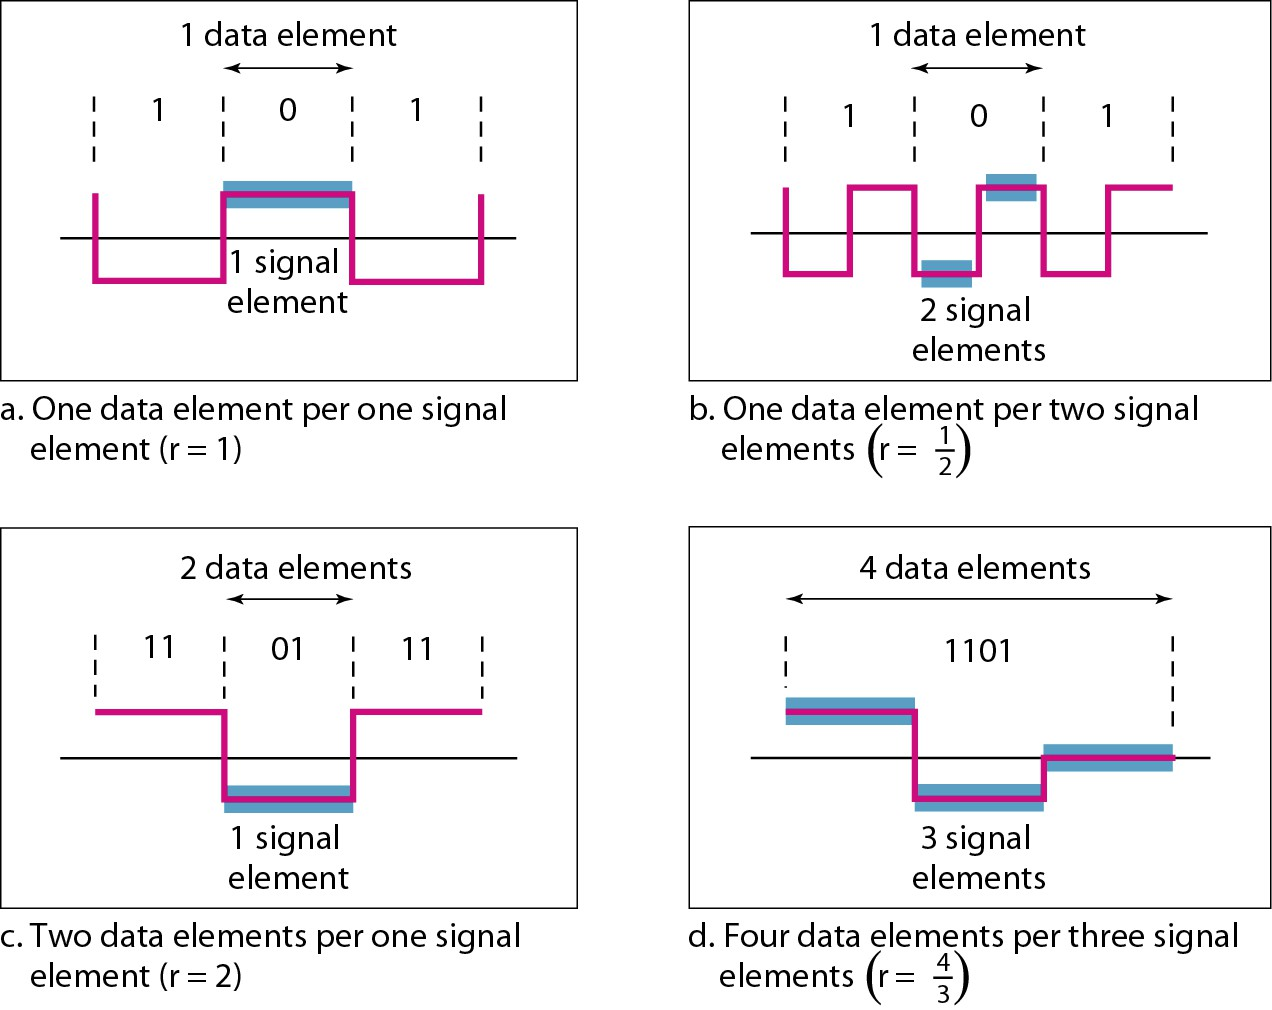 1 data element
1 0 1
1 signal
element
a. One data element per one signal
element (r = 1)
1 data element
1 0 1
2 signal
elements
b. One data element per two signal
elements (r = 1/2)
2 data elements
11 01 11
1 signal
element
c. Two data elements per one signal
element (r = 2)
4 data elements
1101
3 signal
elements
d. Four data elements per three signal
elements (r = 4/3)